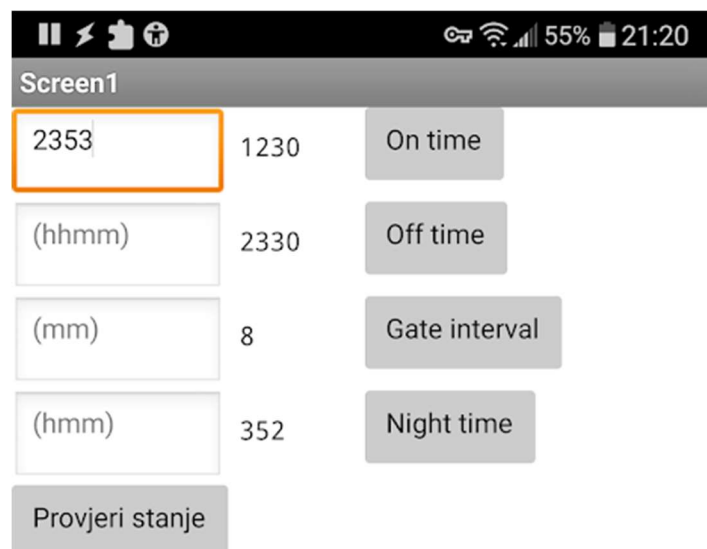 55% 21:20
Screen1
2353 1230 On time
(hhmm) 2330 Off time
(mm) 8 Gate interval
(hmm) 352 Night time
Provjeri stanje